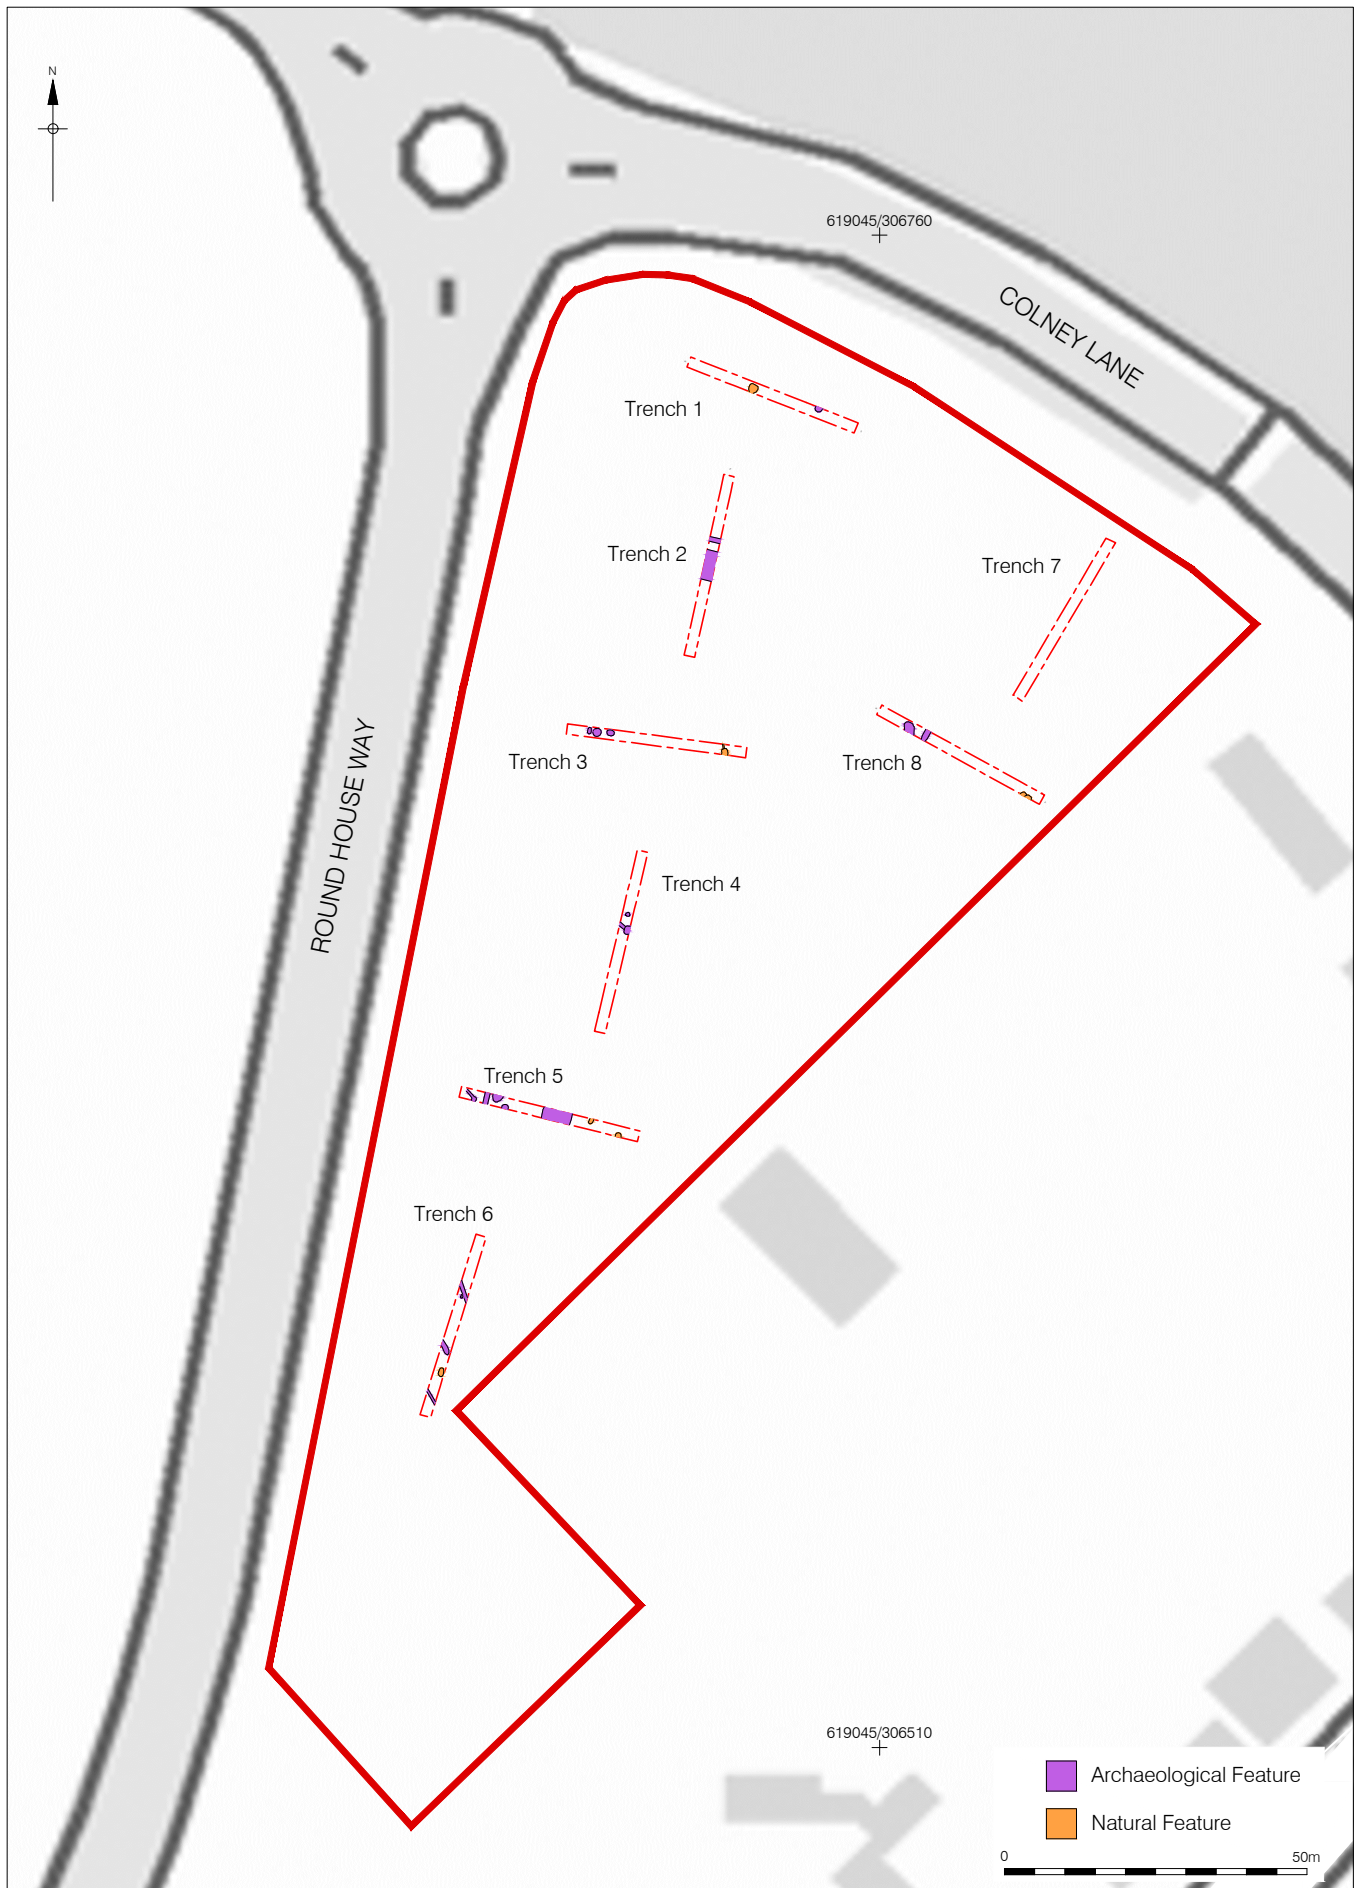 N
619045/306760
COLNEY LANE
Trench 1
Trench 2
Trench 7
Trench 3
Trench 8
ROUND HOUSE WAY
Trench 4
Trench 5
Trench 6
619045/306510
Archaeological Feature
Natural Feature
0 50m